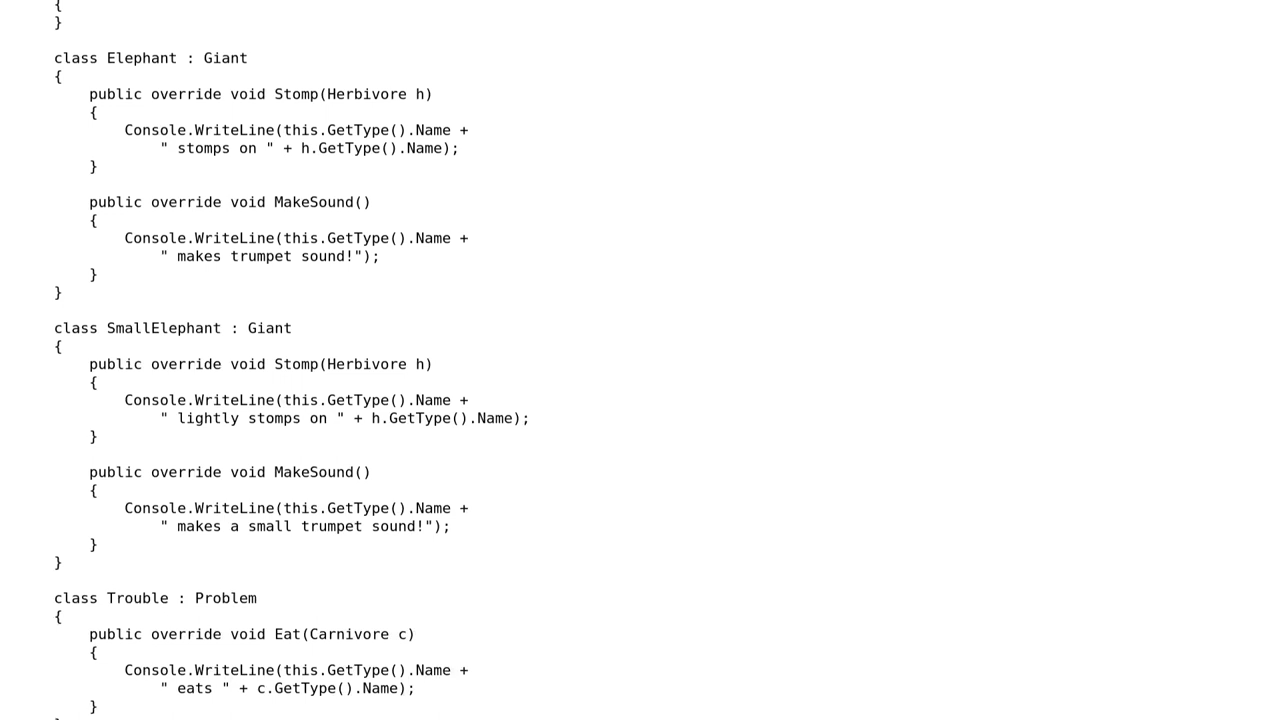 {
}
class Elephant : Giant
{
    public override void Stomp(Herbivore h)
    {
        Console.WriteLine(this.GetType().Name +
            " stomps on " + h.GetType().Name);
    }
    public override void MakeSound()
    {
        Console.WriteLine(this.GetType().Name +
            " makes trumpet sound!");
    }
}
class SmallElephant : Giant
{
    public override void Stomp(Herbivore h)
    {
        Console.WriteLine(this.GetType().Name +
            " lightly stomps on " + h.GetType().Name);
    }
    public override void MakeSound()
    {
        Console.WriteLine(this.GetType().Name +
            " makes a small trumpet sound!");
    }
}
class Trouble : Problem
{
    public override void Eat(Carnivore c)
    {
        Console.WriteLine(this.GetType().Name +
            " eats " + c.GetType().Name);
    }